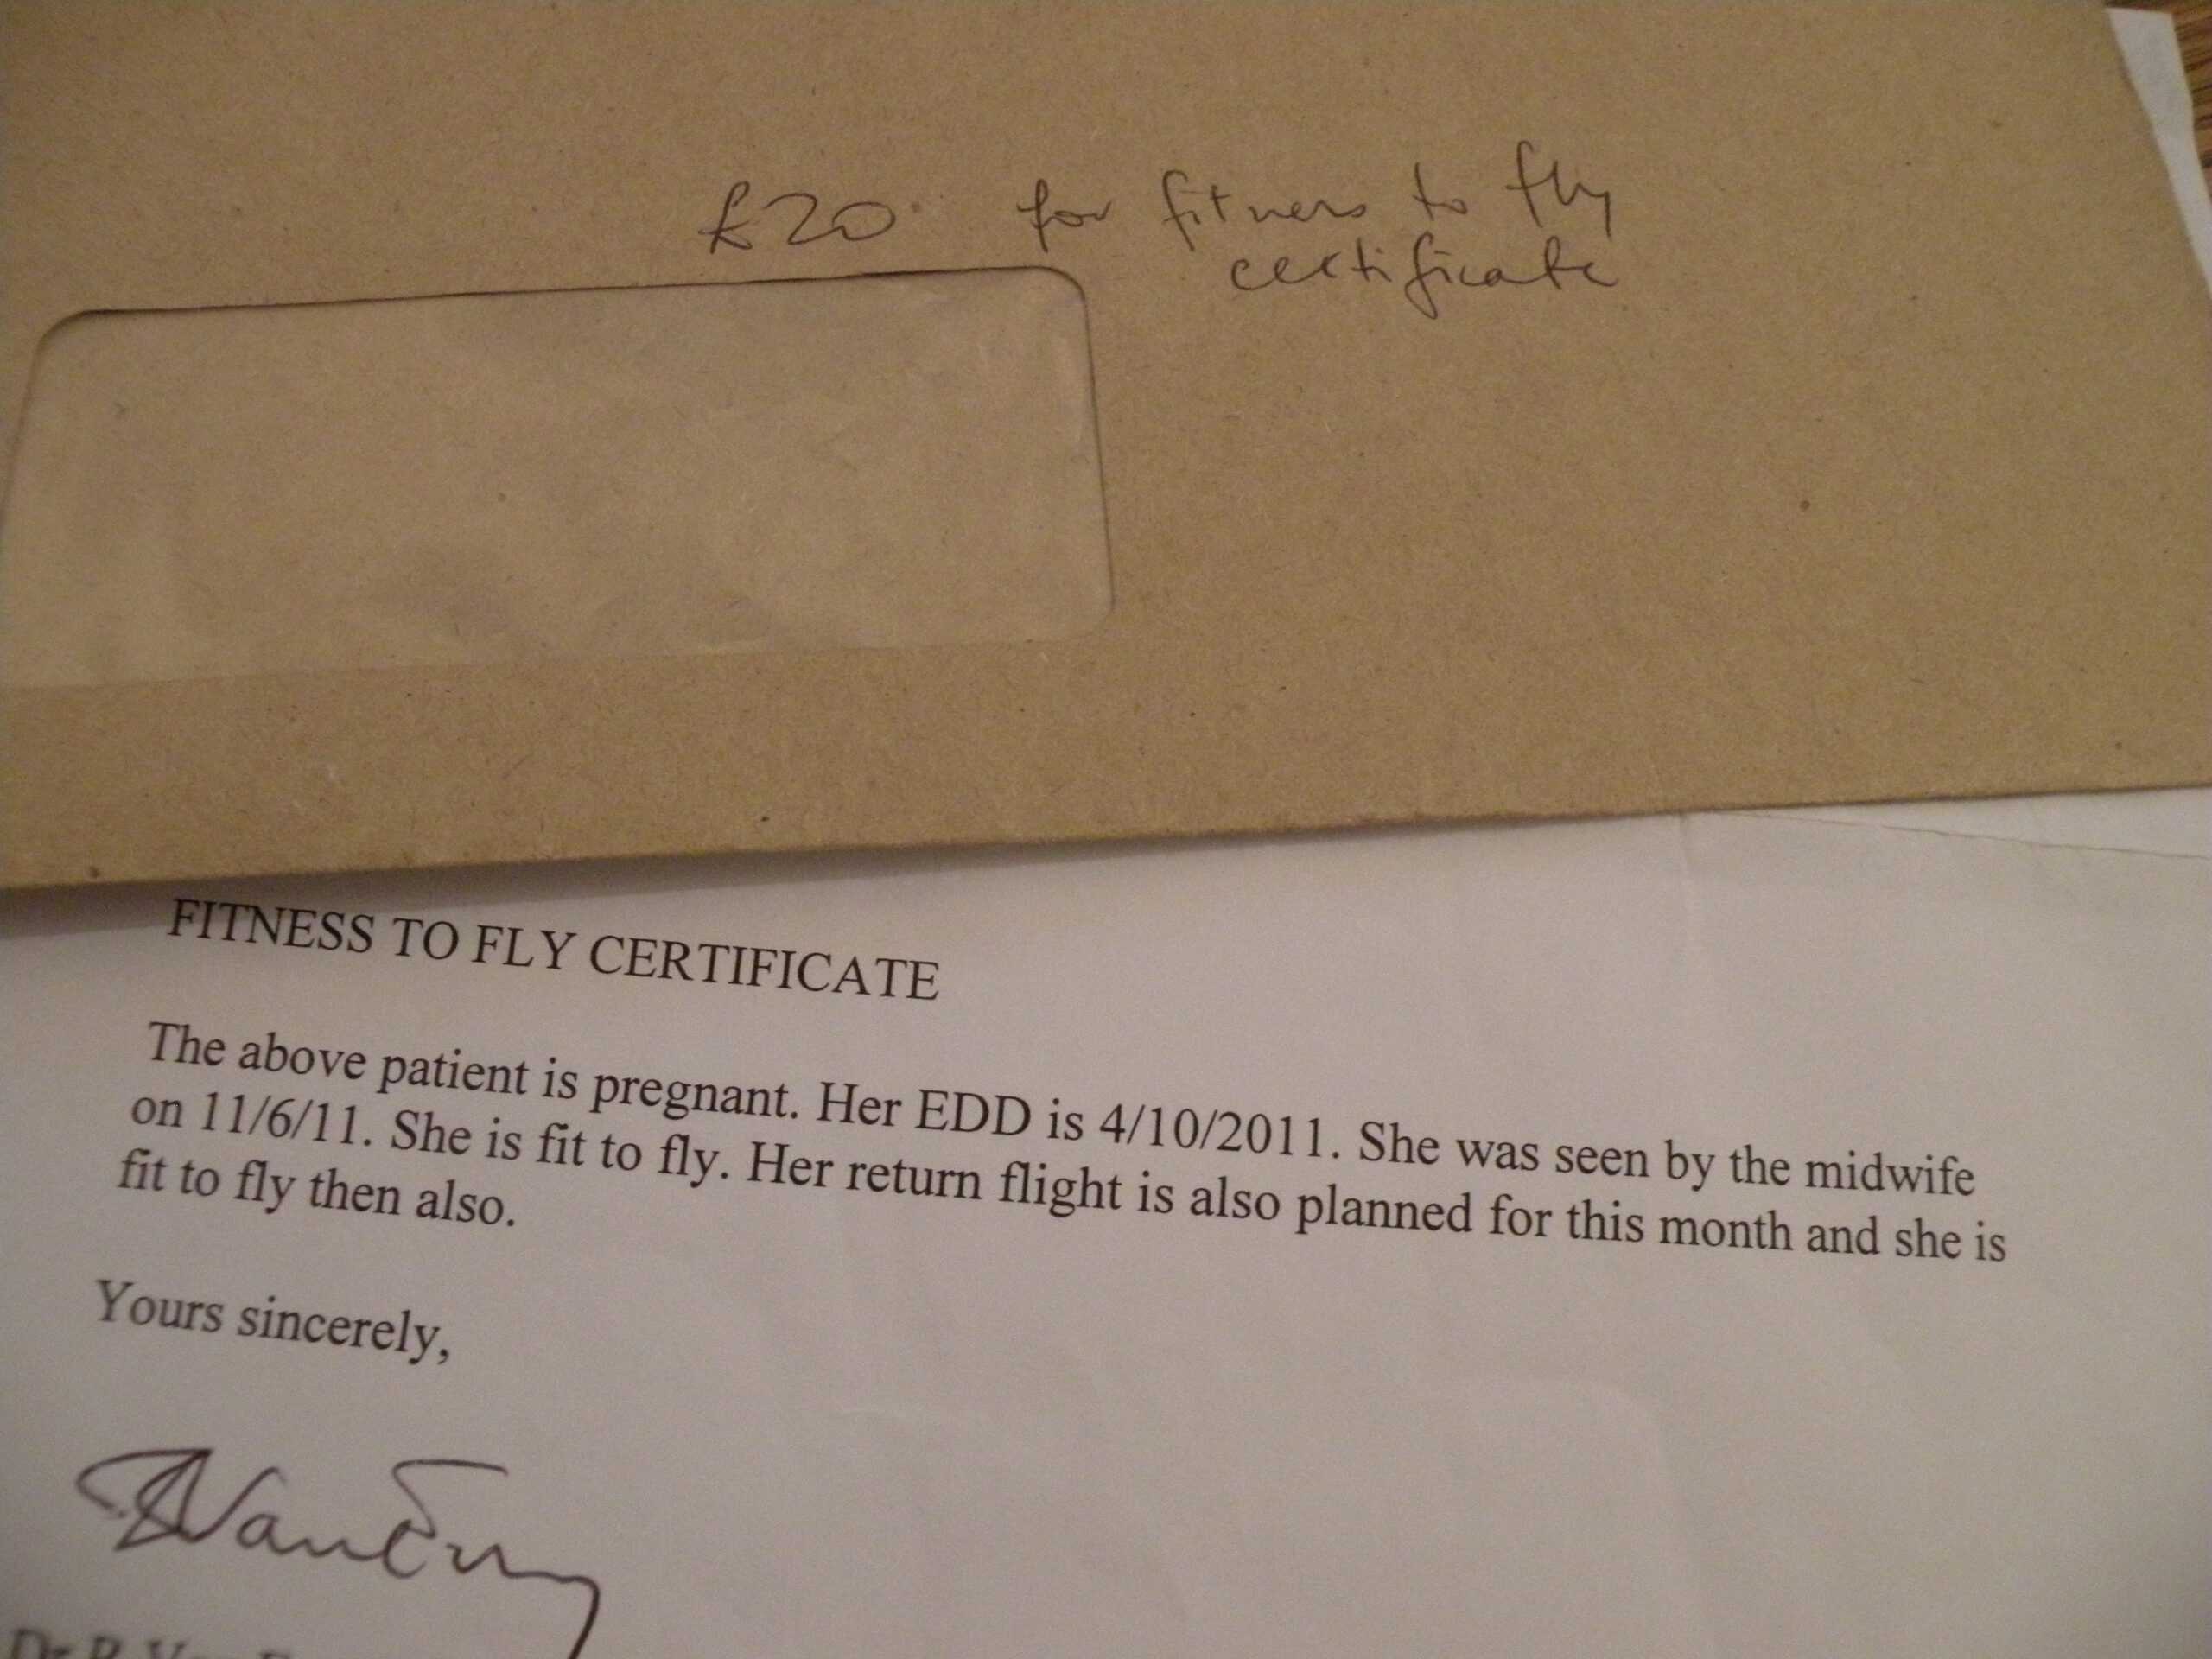 £20 for fitness to fly
certificate
FITNESS TO FLY CERTIFICATE
The above patient is pregnant. Her EDD is 4/10/2011. She was seen by the midwife
on 11/6/11. She is fit to fly. Her return flight is also planned for this month and she is
fit to fly then also.
Yours sincerely,
Dr